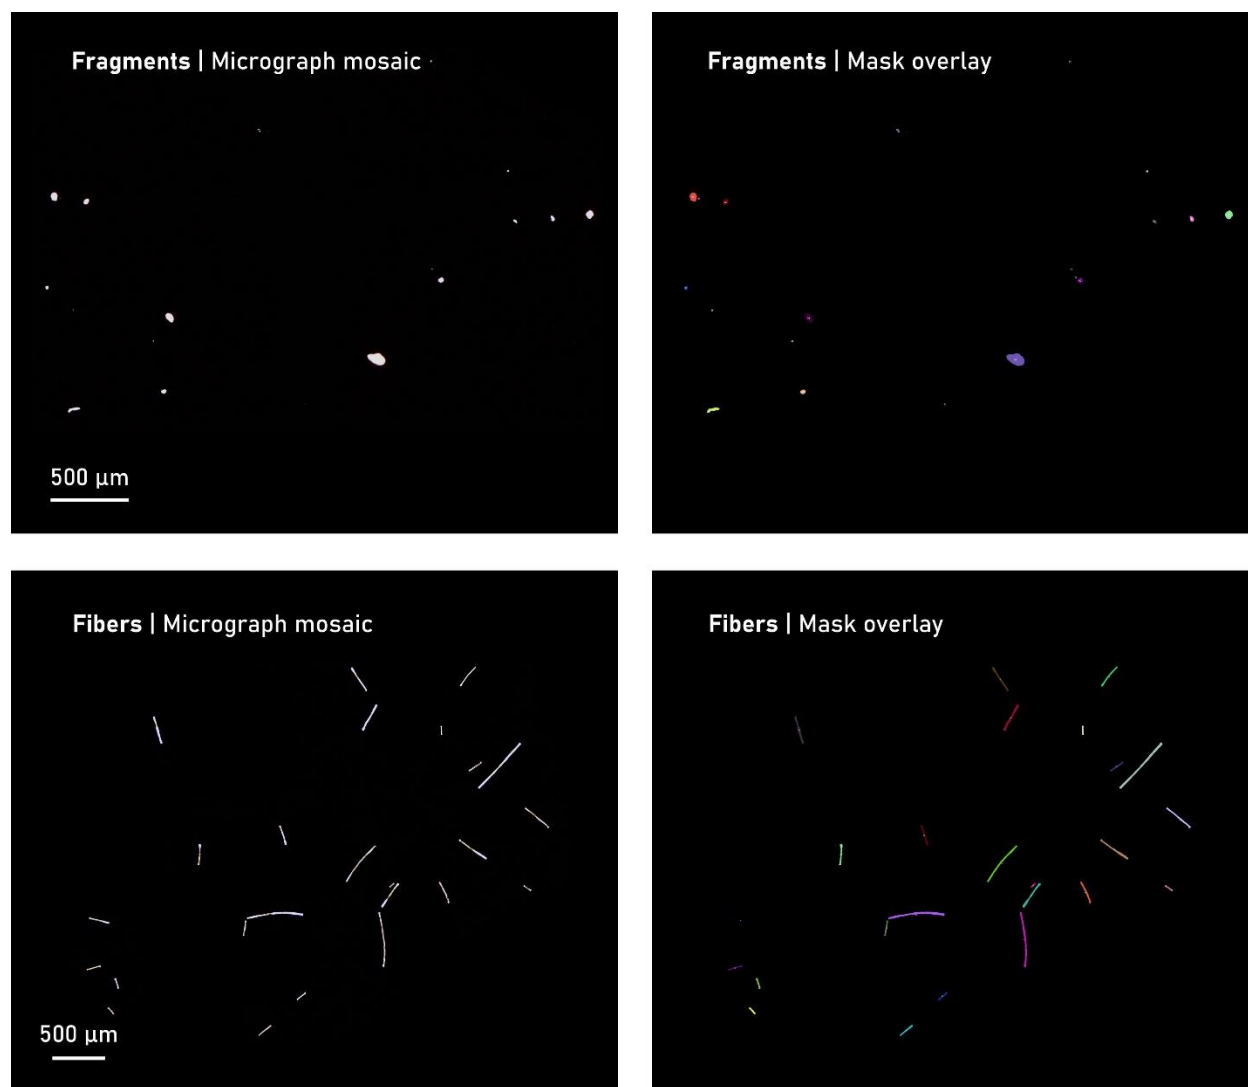 Fragments | Micrograph mosaic
Fragments | Mask overlay
500 µm
Fibers | Micrograph mosaic
Fibers | Mask overlay
500 µm